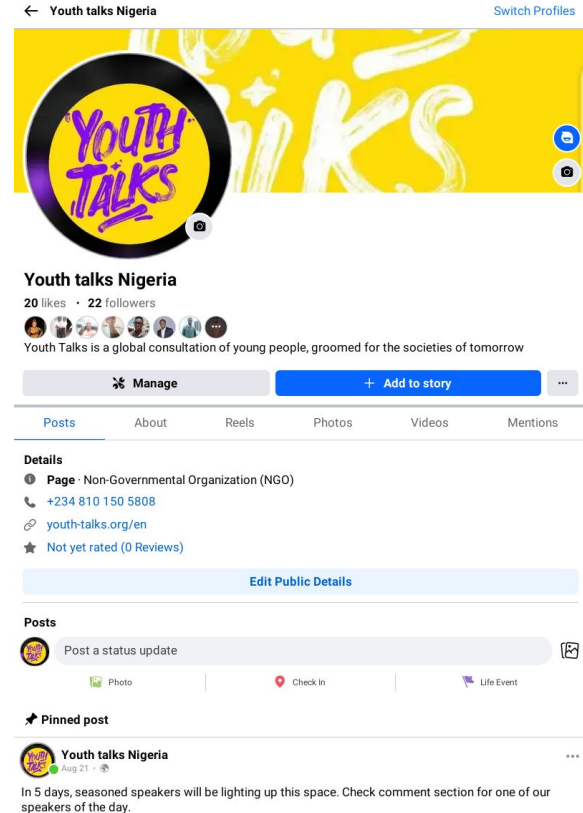 Youth talks Nigeria
Switch Profiles
TALKS
YOUTH
TALKS
Youth talks Nigeria
20 likes • 22 followers
Youth Talks is a global consultation of young people, groomed for the societies of tomorrow
Manage
+ Add to story
Posts
About
Reels
Photos
Videos
Mentions
Details
Page · Non-Governmental Organization (NGO)
+234 810 150 5808
youth-talks.org/en
Not yet rated (0 Reviews)
Edit Public Details
Posts
YOUTH TALKS
Post a status update
Photo
Check In
Life Event
Pinned post
YOUTH TALKS
Youth talks Nigeria
Aug 21 ·
In 5 days, seasoned speakers will be lighting up this space. Check comment section for one of our
speakers of the day.